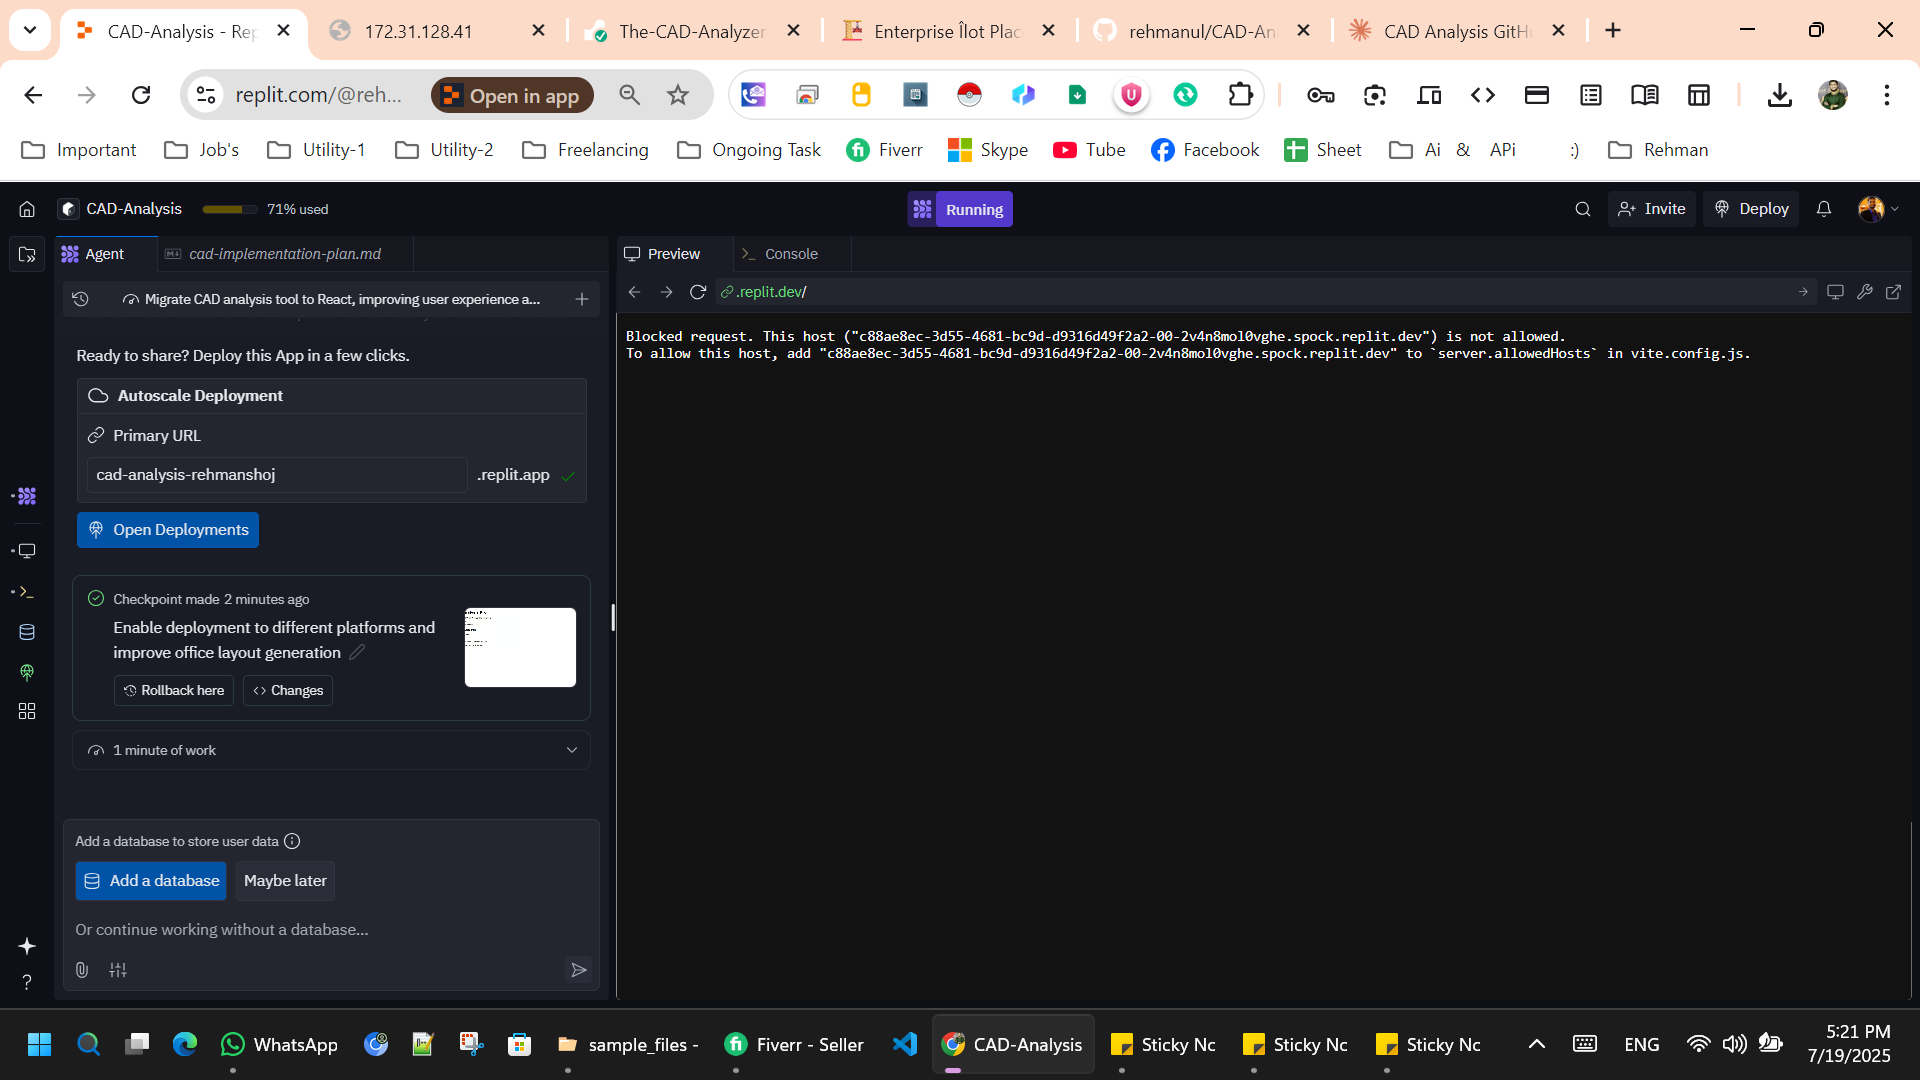 CAD-Analysis - Rep
172.31.128.41
The-CAD-Analyzer
Enterprise Îlot Plac
rehmanul/CAD-An
CAD Analysis GitH
replit.com/@reh...
Open in app
Important
Job's
Utility-1
Utility-2
Freelancing
Ongoing Task
Fiverr
Skype
Tube
Facebook
Sheet
Ai & APi :)
Rehman
CAD-Analysis
71% used
Running
Invite
Deploy
Agent
cad-implementation-plan.md
Preview
Console
Migrate CAD analysis tool to React, improving user experience a...
.replit.dev/
Blocked request. This host ("c88ae8ec-3d55-4681-bc9d-d9316d49f2a2-00-2v4n8mol0vghe.spock.replit.dev") is not allowed.
To allow this host, add "c88ae8ec-3d55-4681-bc9d-d9316d49f2a2-00-2v4n8mol0vghe.spock.replit.dev" to `server.allowedHosts` in vite.config.js.
Ready to share? Deploy this App in a few clicks.
Autoscale Deployment
Primary URL
cad-analysis-rehmanshoj
.replit.app
Open Deployments
Checkpoint made 2 minutes ago
Enable deployment to different platforms and
improve office layout generation
Rollback here
Changes
1 minute of work
Add a database to store user data
Add a database
Maybe later
Or continue working without a database...
WhatsApp
sample_files -
Fiverr - Seller
CAD-Analysis
Sticky Nc
Sticky Nc
Sticky Nc
ENG
5:21 PM
7/19/2025